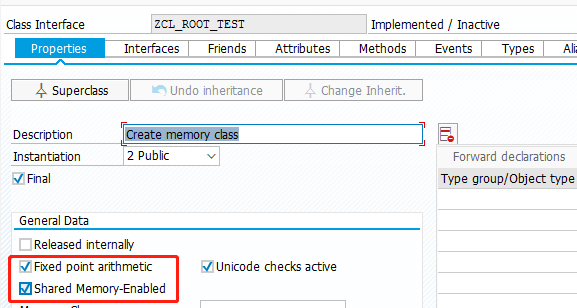 Class Interface ZCL_ROOT_TEST Implemented / Inactive
Properties Interfaces Friends Attributes Methods Events Types
Superclass Undo inheritance Change Inherit.
Description Create memory class
Forward declarations
Instantiation 2 Public
Type group/Object type
Final
General Data
Released internally
Fixed point arithmetic Unicode checks active
Shared Memory-Enabled